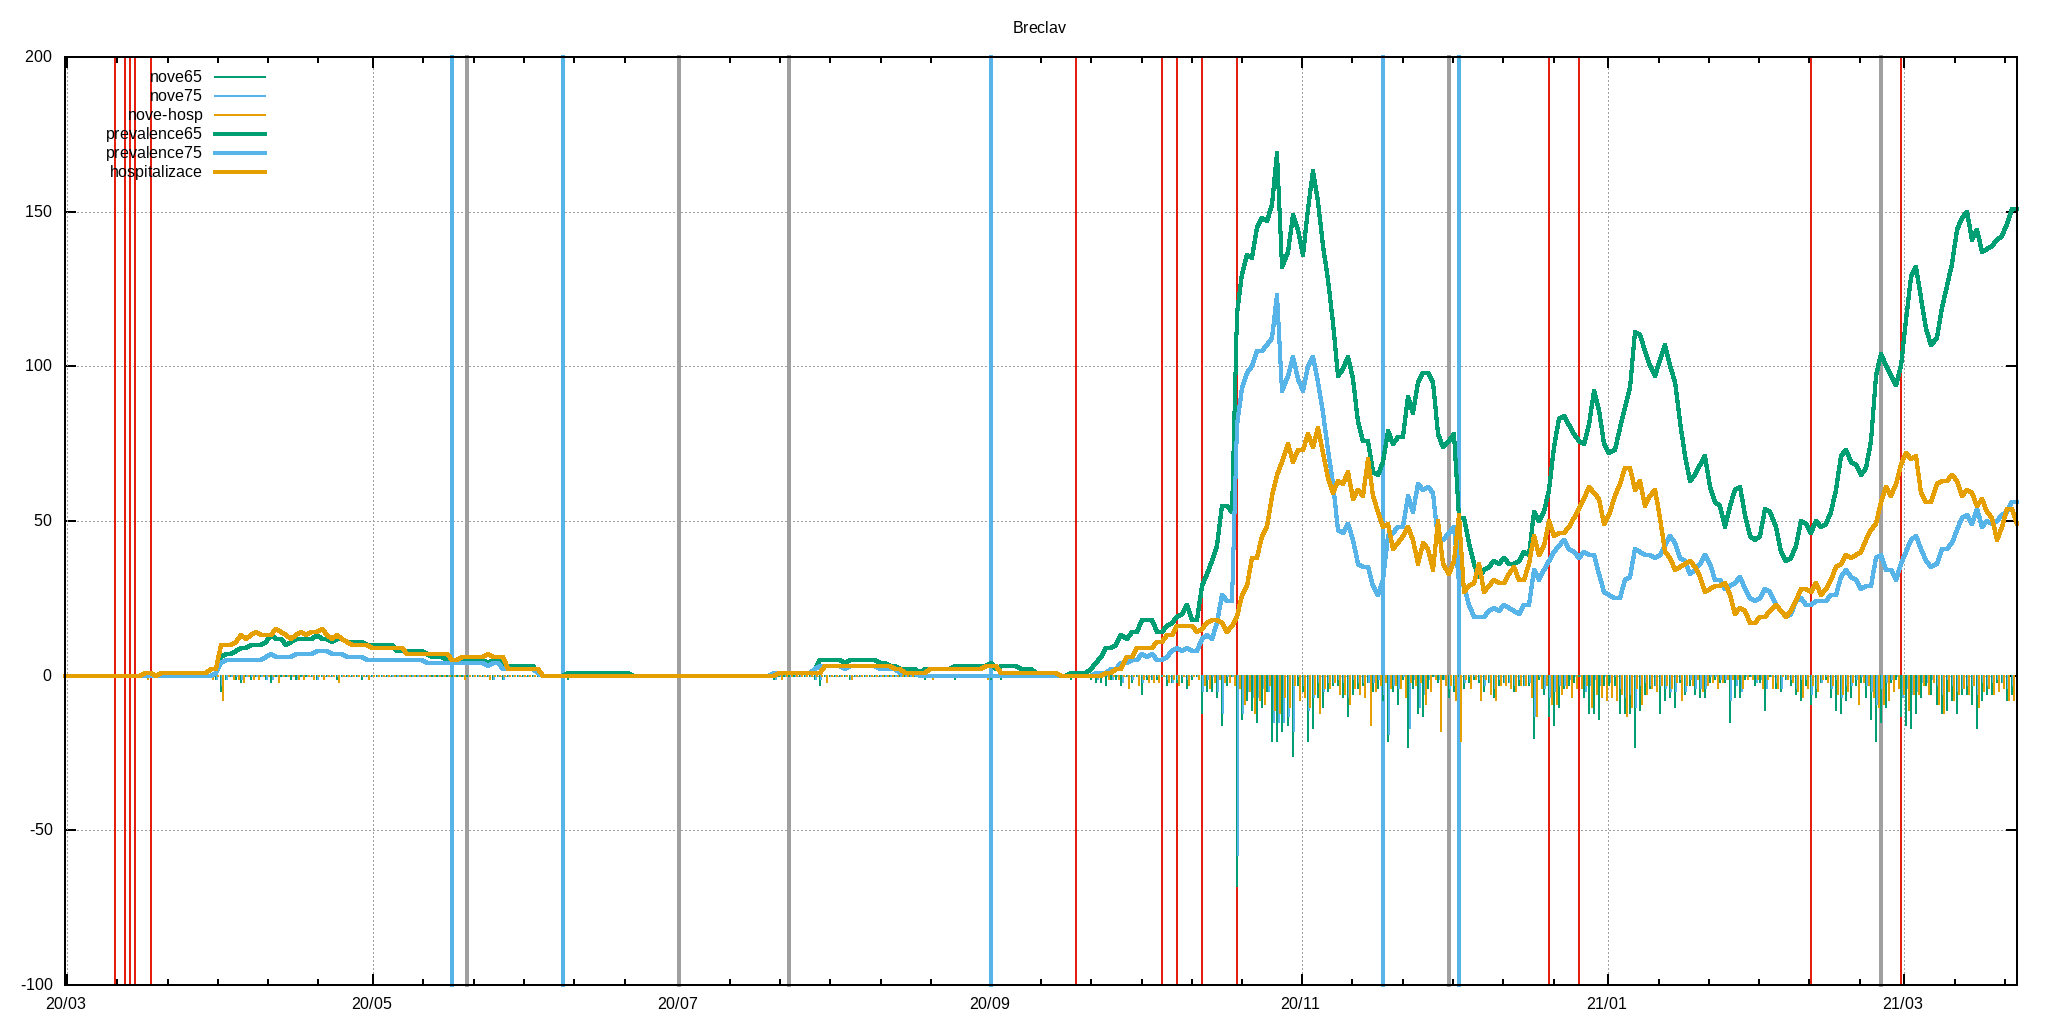 Breclav
200
150
100
50
0
-50
-100
nove65
nove75
nove-hosp
prevalence65
prevalence75
hospitalizace
20/03 20/05 20/07 20/09 20/11 21/01 21/03